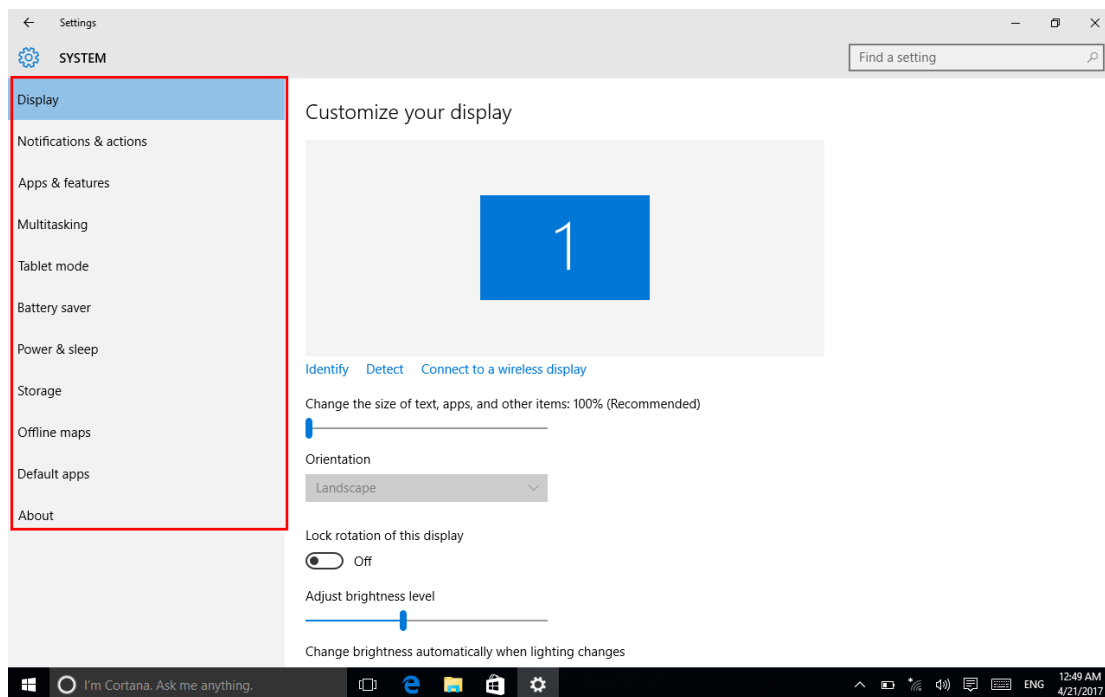 Settings
SYSTEM
Find a setting
Display
Notifications & actions
Apps & features
Multitasking
Tablet mode
Battery saver
Power & sleep
Storage
Offline maps
Default apps
About
Customize your display
1
Identify Detect Connect to a wireless display
Change the size of text, apps, and other items: 100% (Recommended)
Orientation
Landscape
Lock rotation of this display
Off
Adjust brightness level
Change brightness automatically when lighting changes
I'm Cortana. Ask me anything.
ENG
12:49 AM
4/21/2017